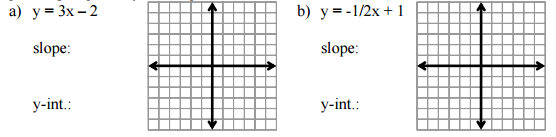 a) y = 3x – 2
slope:
y-int.:
b) y = -1/2x + 1
slope:
y-int.: